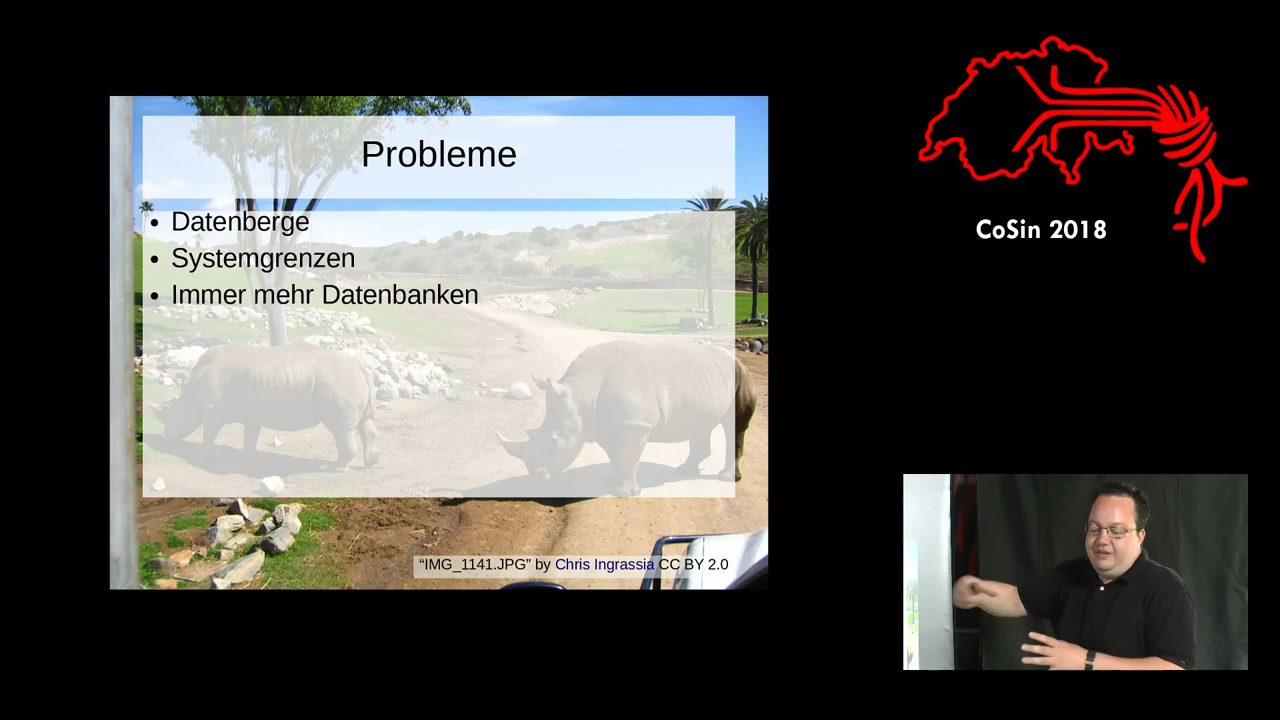 Probleme
• Datenberge
• Systemgrenzen
• Immer mehr Datenbanken
“IMG_1141.JPG” by Chris Ingrassia CC BY 2.0
CoSin 2018